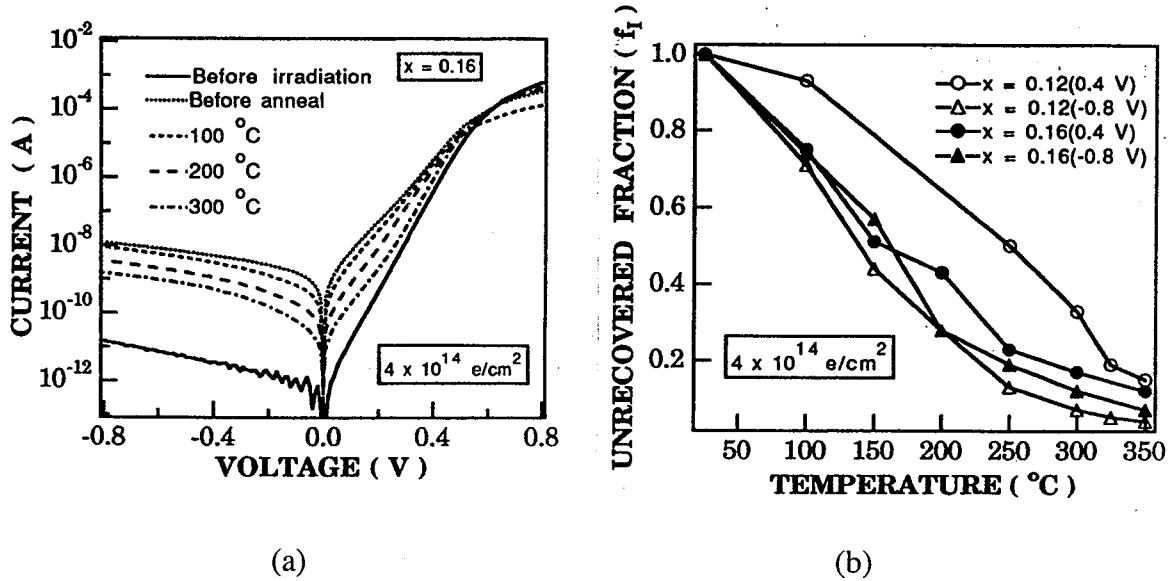 10-2
10-4
10-6
10-8
10-10
10-12
CURRENT ( A )
x = 0.16
Before irradiation
Before anneal
100 °C
200 °C
300 °C
4 x 10^14 e/cm^2
-0.8 -0.4 0.0 0.4 0.8
VOLTAGE ( V )
(a)
UNRECOVERED FRACTION ( f_I )
1.0
0.8
0.6
0.4
0.2
x = 0.12(0.4 V)
x = 0.12(-0.8 V)
x = 0.16(0.4 V)
x = 0.16(-0.8 V)
4 x 10^14 e/cm^2
50 100 150 200 250 300 350
TEMPERATURE ( °C )
(b)